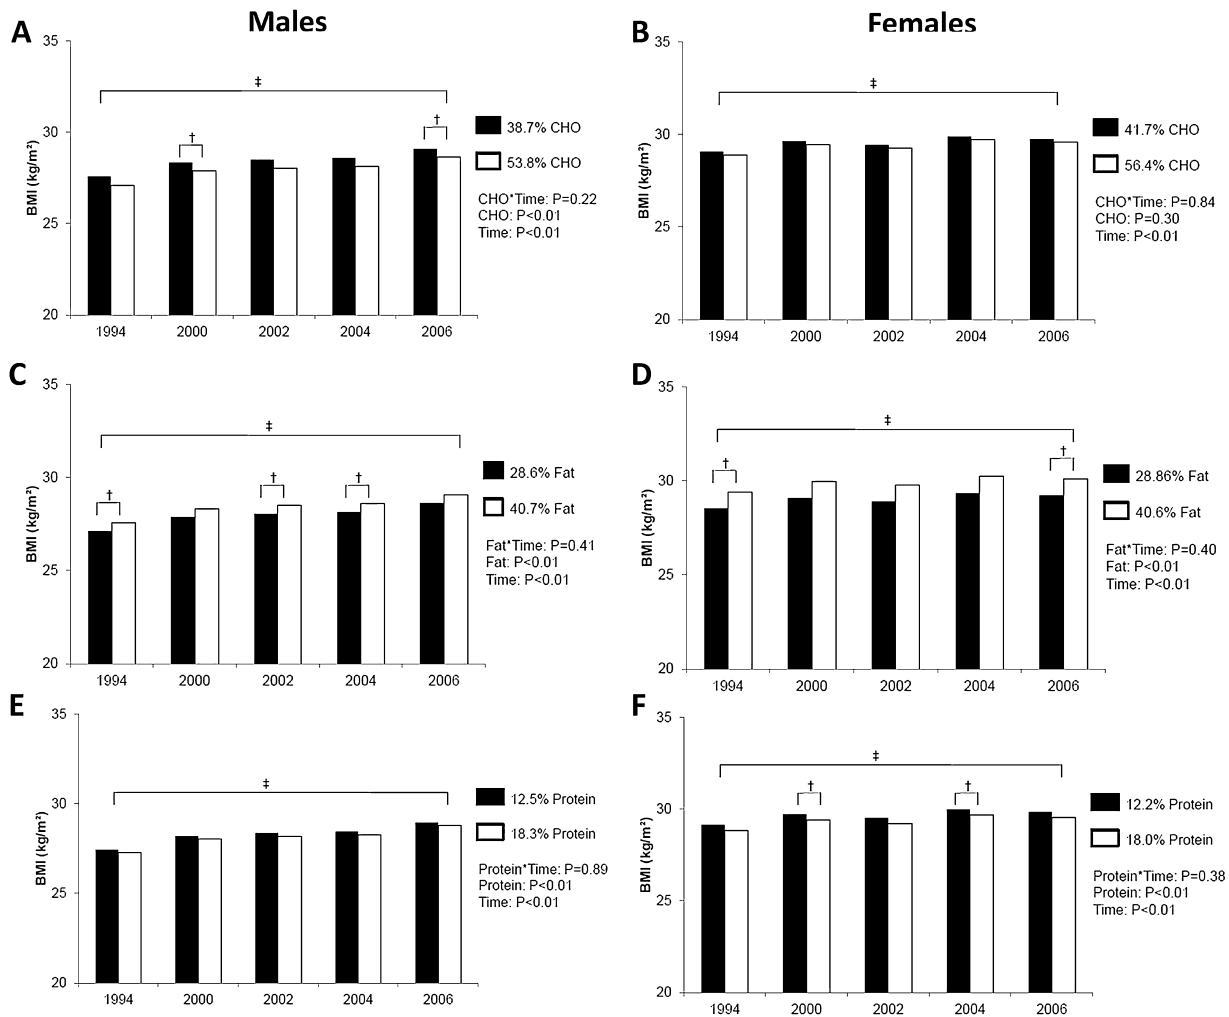 Males
Females
A
35
30
25
20
BMI (kg/m²)
‡
†
†
1994 2000 2002 2004 2006
38.7% CHO
53.8% CHO
CHO*Time: P=0.22
CHO: P<0.01
Time: P<0.01
B
35
30
25
20
BMI (kg/m²)
‡
1994 2000 2002 2004 2006
41.7% CHO
56.4% CHO
CHO*Time: P=0.84
CHO: P=0.30
Time: P<0.01
C
35
30
25
20
BMI (kg/m²)
‡
†
†
†
1994 2000 2002 2004 2006
28.6% Fat
40.7% Fat
Fat*Time: P=0.41
Fat: P<0.01
Time: P<0.01
D
35
30
25
20
BMI (kg/m²)
‡
†
†
1994 2000 2002 2004 2006
28.86% Fat
40.6% Fat
Fat*Time: P=0.40
Fat: P<0.01
Time: P<0.01
E
35
30
25
20
BMI (kg/m²)
‡
1994 2000 2002 2004 2006
12.5% Protein
18.3% Protein
Protein*Time: P=0.89
Protein: P<0.01
Time: P<0.01
F
35
30
25
20
BMI (kg/m²)
‡
†
†
1994 2000 2002 2004 2006
12.2% Protein
18.0% Protein
Protein*Time: P=0.38
Protein: P<0.01
Time: P<0.01